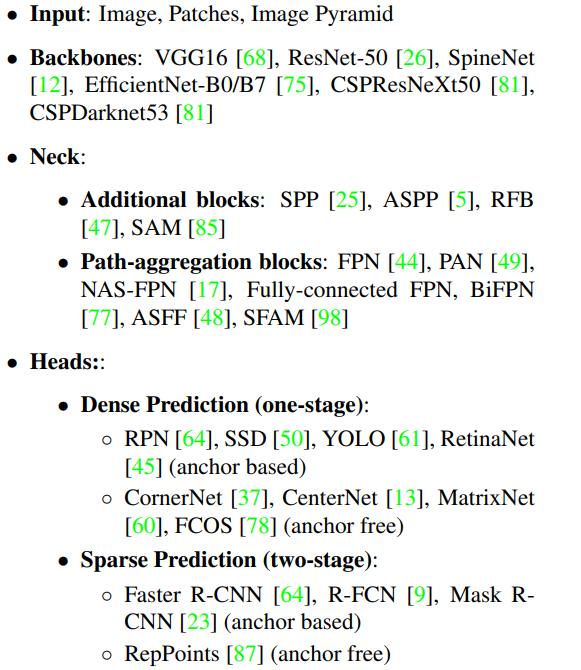 • Input: Image, Patches, Image Pyramid
• Backbones: VGG16 [68], ResNet-50 [26], SpineNet
[12], EfficientNet-B0/B7 [75], CSPResNeXt50 [81],
CSPDarknet53 [81]
• Neck:
• Additional blocks: SPP [25], ASPP [5], RFB
[47], SAM [85]
• Path-aggregation blocks: FPN [44], PAN [49],
NAS-FPN [17], Fully-connected FPN, BiFPN
[77], ASFF [48], SFAM [98]
• Heads::
• Dense Prediction (one-stage):
◦ RPN [64], SSD [50], YOLO [61], RetinaNet
[45] (anchor based)
◦ CornerNet [37], CenterNet [13], MatrixNet
[60], FCOS [78] (anchor free)
• Sparse Prediction (two-stage):
◦ Faster R-CNN [64], R-FCN [9], Mask R-
CNN [23] (anchor based)
◦ RepPoints [87] (anchor free)